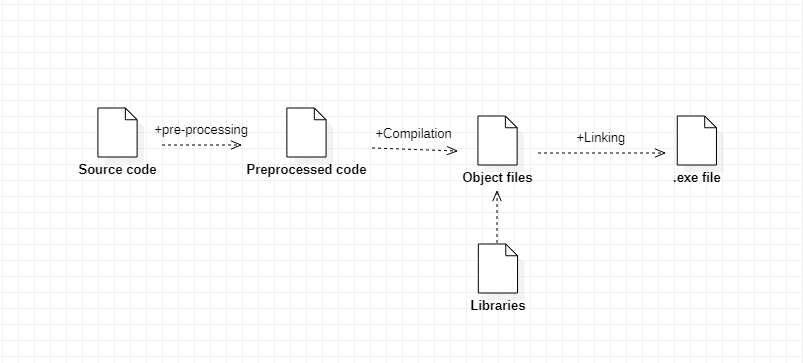 +pre-processing
+Compilation
+Linking
Source code
Preprocessed code
Object files
.exe file
Libraries